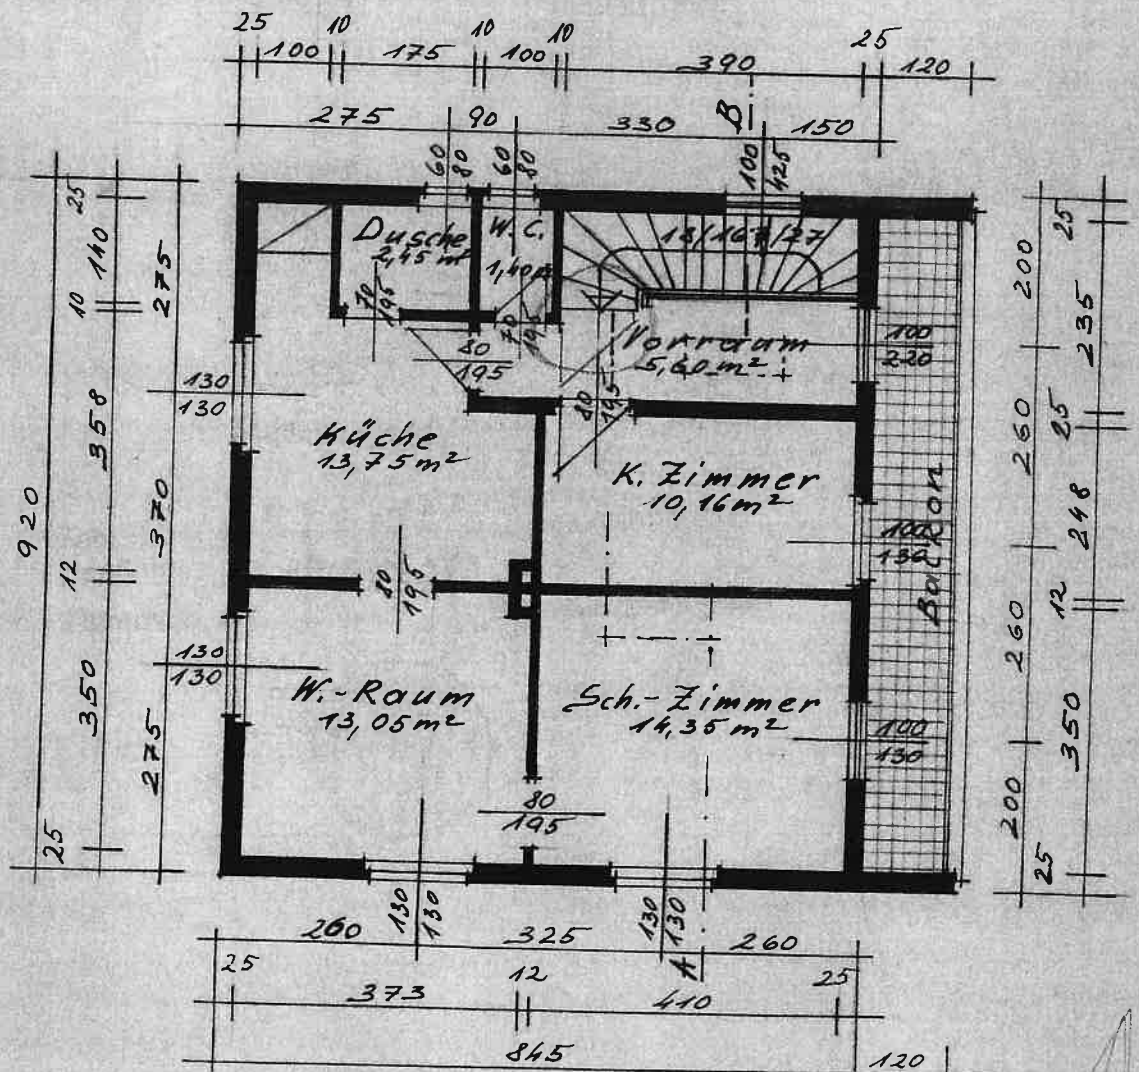 25 10 10 10 25
100 175 100 390 120
275 90 330 B 150
60 80
60 80
100 425
Dusche
2,45 m²
W.C.
1,40 m²
18/167/27
70 195
70 195
80
195
Vorraum
5,60 m²
100
220
130
130
80 195
Küche
13,75 m²
K. Zimmer
10,16 m²
100
130
Balkon
80 195
130
130
W.-Raum
13,05 m²
Sch.-Zimmer
14,35 m²
100
130
80
195
920
25 140 10 358 12 350 25
275 370 275
200 260 260 200
25 235 25 248 12 350 25
130 130
130 130
260 325 260
A
25 12 25
373 410
845 120